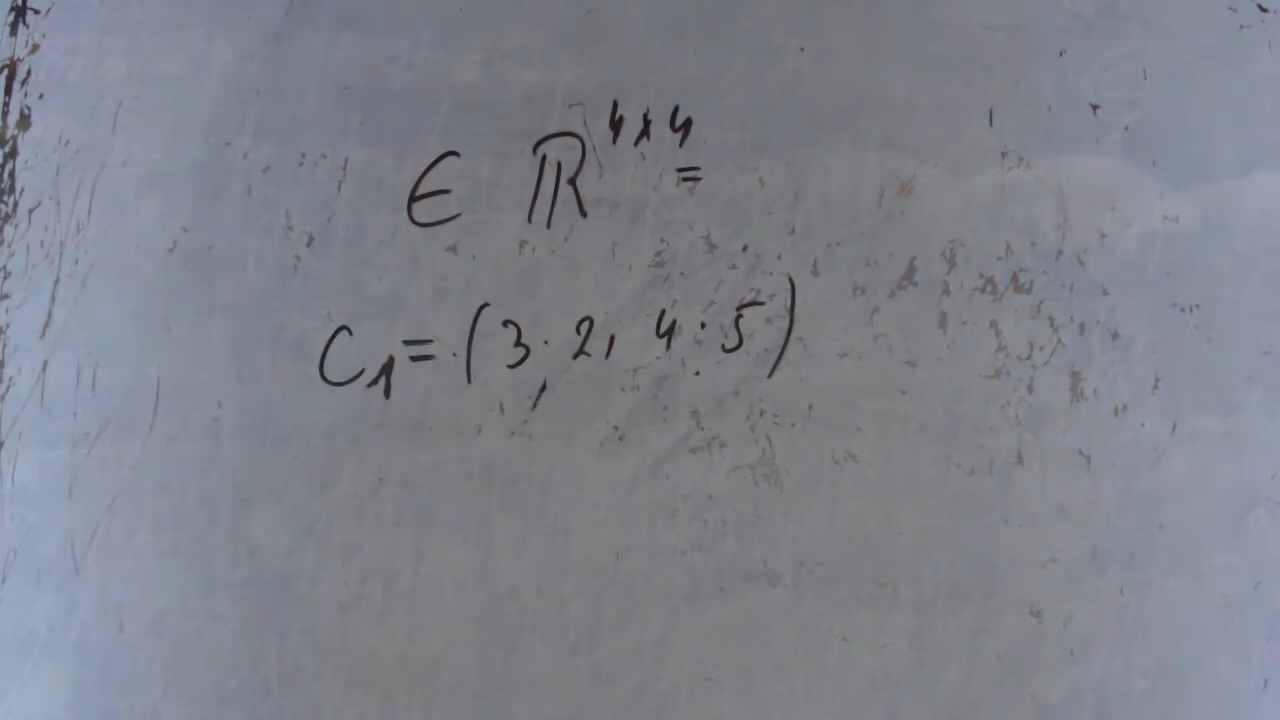 ∈ ℝ^{4×4} =
C₁ = (3, 2, 4, 5)